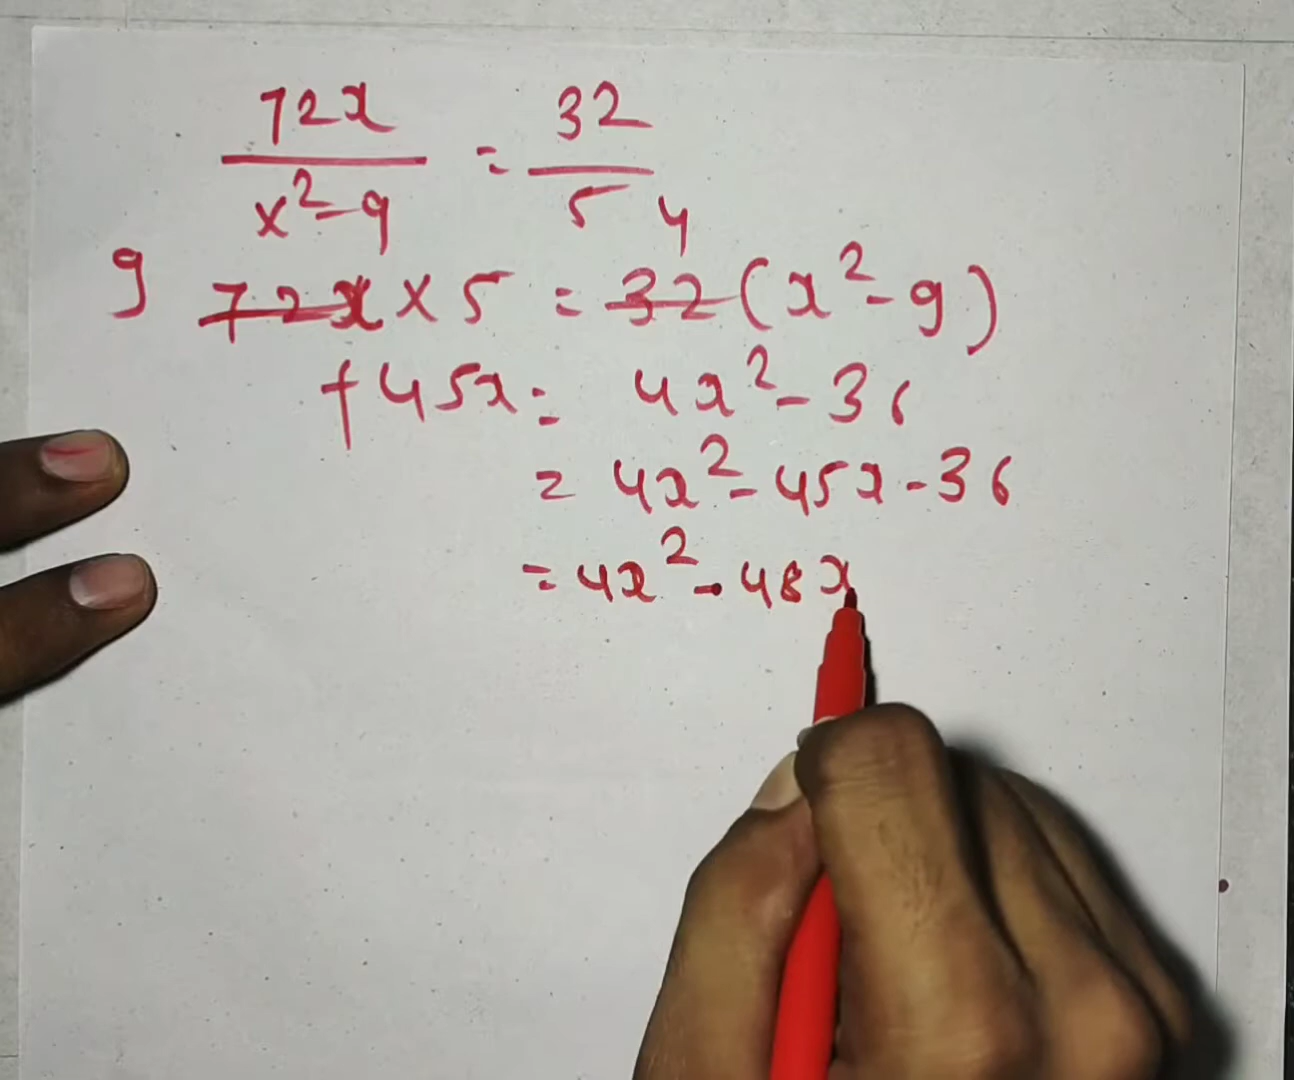 72x / x²-9 = 32 / 5
9 72x × 5 = 32 (x² - 9) 4
+45x = 4x² - 36
= 4x² - 45x - 36
= 4x² - 48x